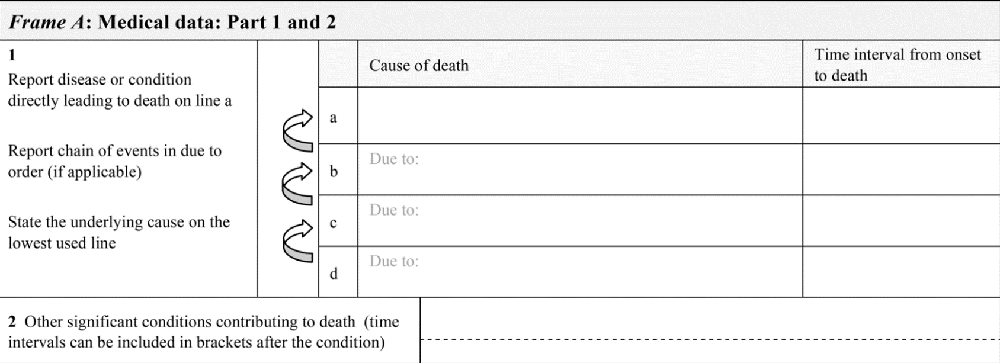 Frame A: Medical data: Part 1 and 2
1
Report disease or condition
directly leading to death on line a
Report chain of events in due to
order (if applicable)
State the underlying cause on the
lowest used line
Cause of death
Time interval from onset
to death
a
b
Due to:
c
Due to:
d
Due to:
2 Other significant conditions contributing to death (time
intervals can be included in brackets after the condition)